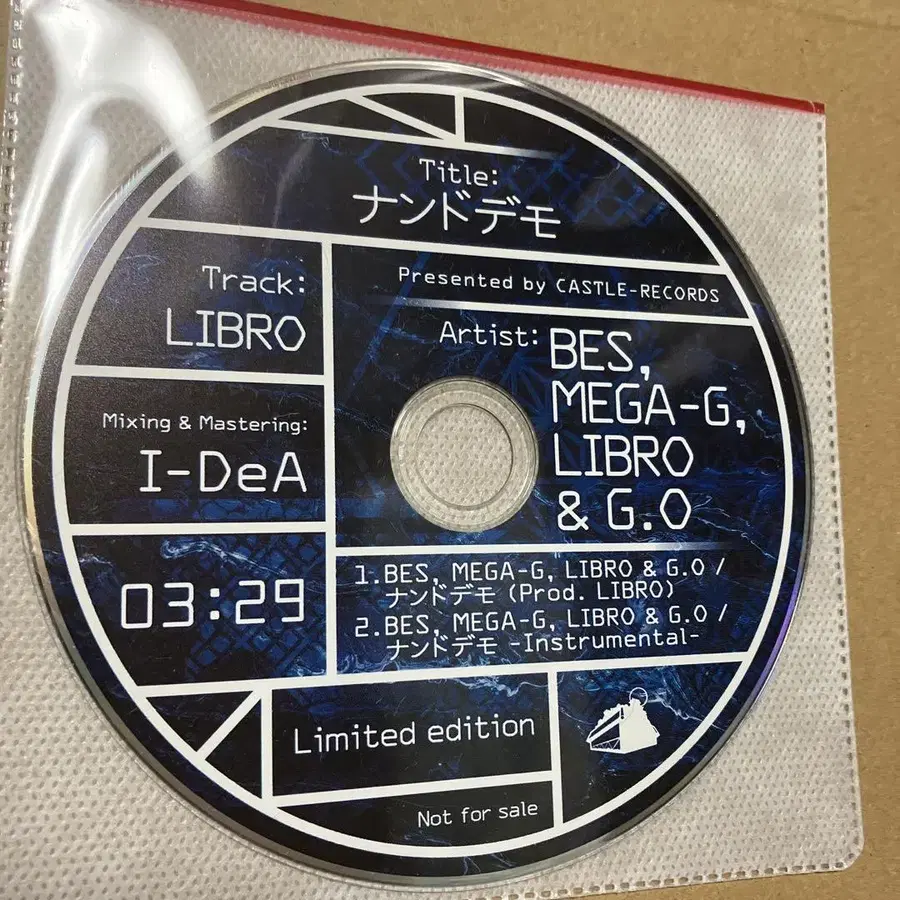 Title:
ナンドデモ
Presented by CASTLE-RECORDS
Track:
LIBRO
Artist:
BES,
MEGA-G,
LIBRO
& G.O
Mixing & Mastering:
I-DeA
03:29
1.BES, MEGA-G, LIBRO & G.O /
ナンドデモ (Prod. LIBRO)
2.BES, MEGA-G, LIBRO & G.O /
ナンドデモ -Instrumental-
Limited edition
Not for sale